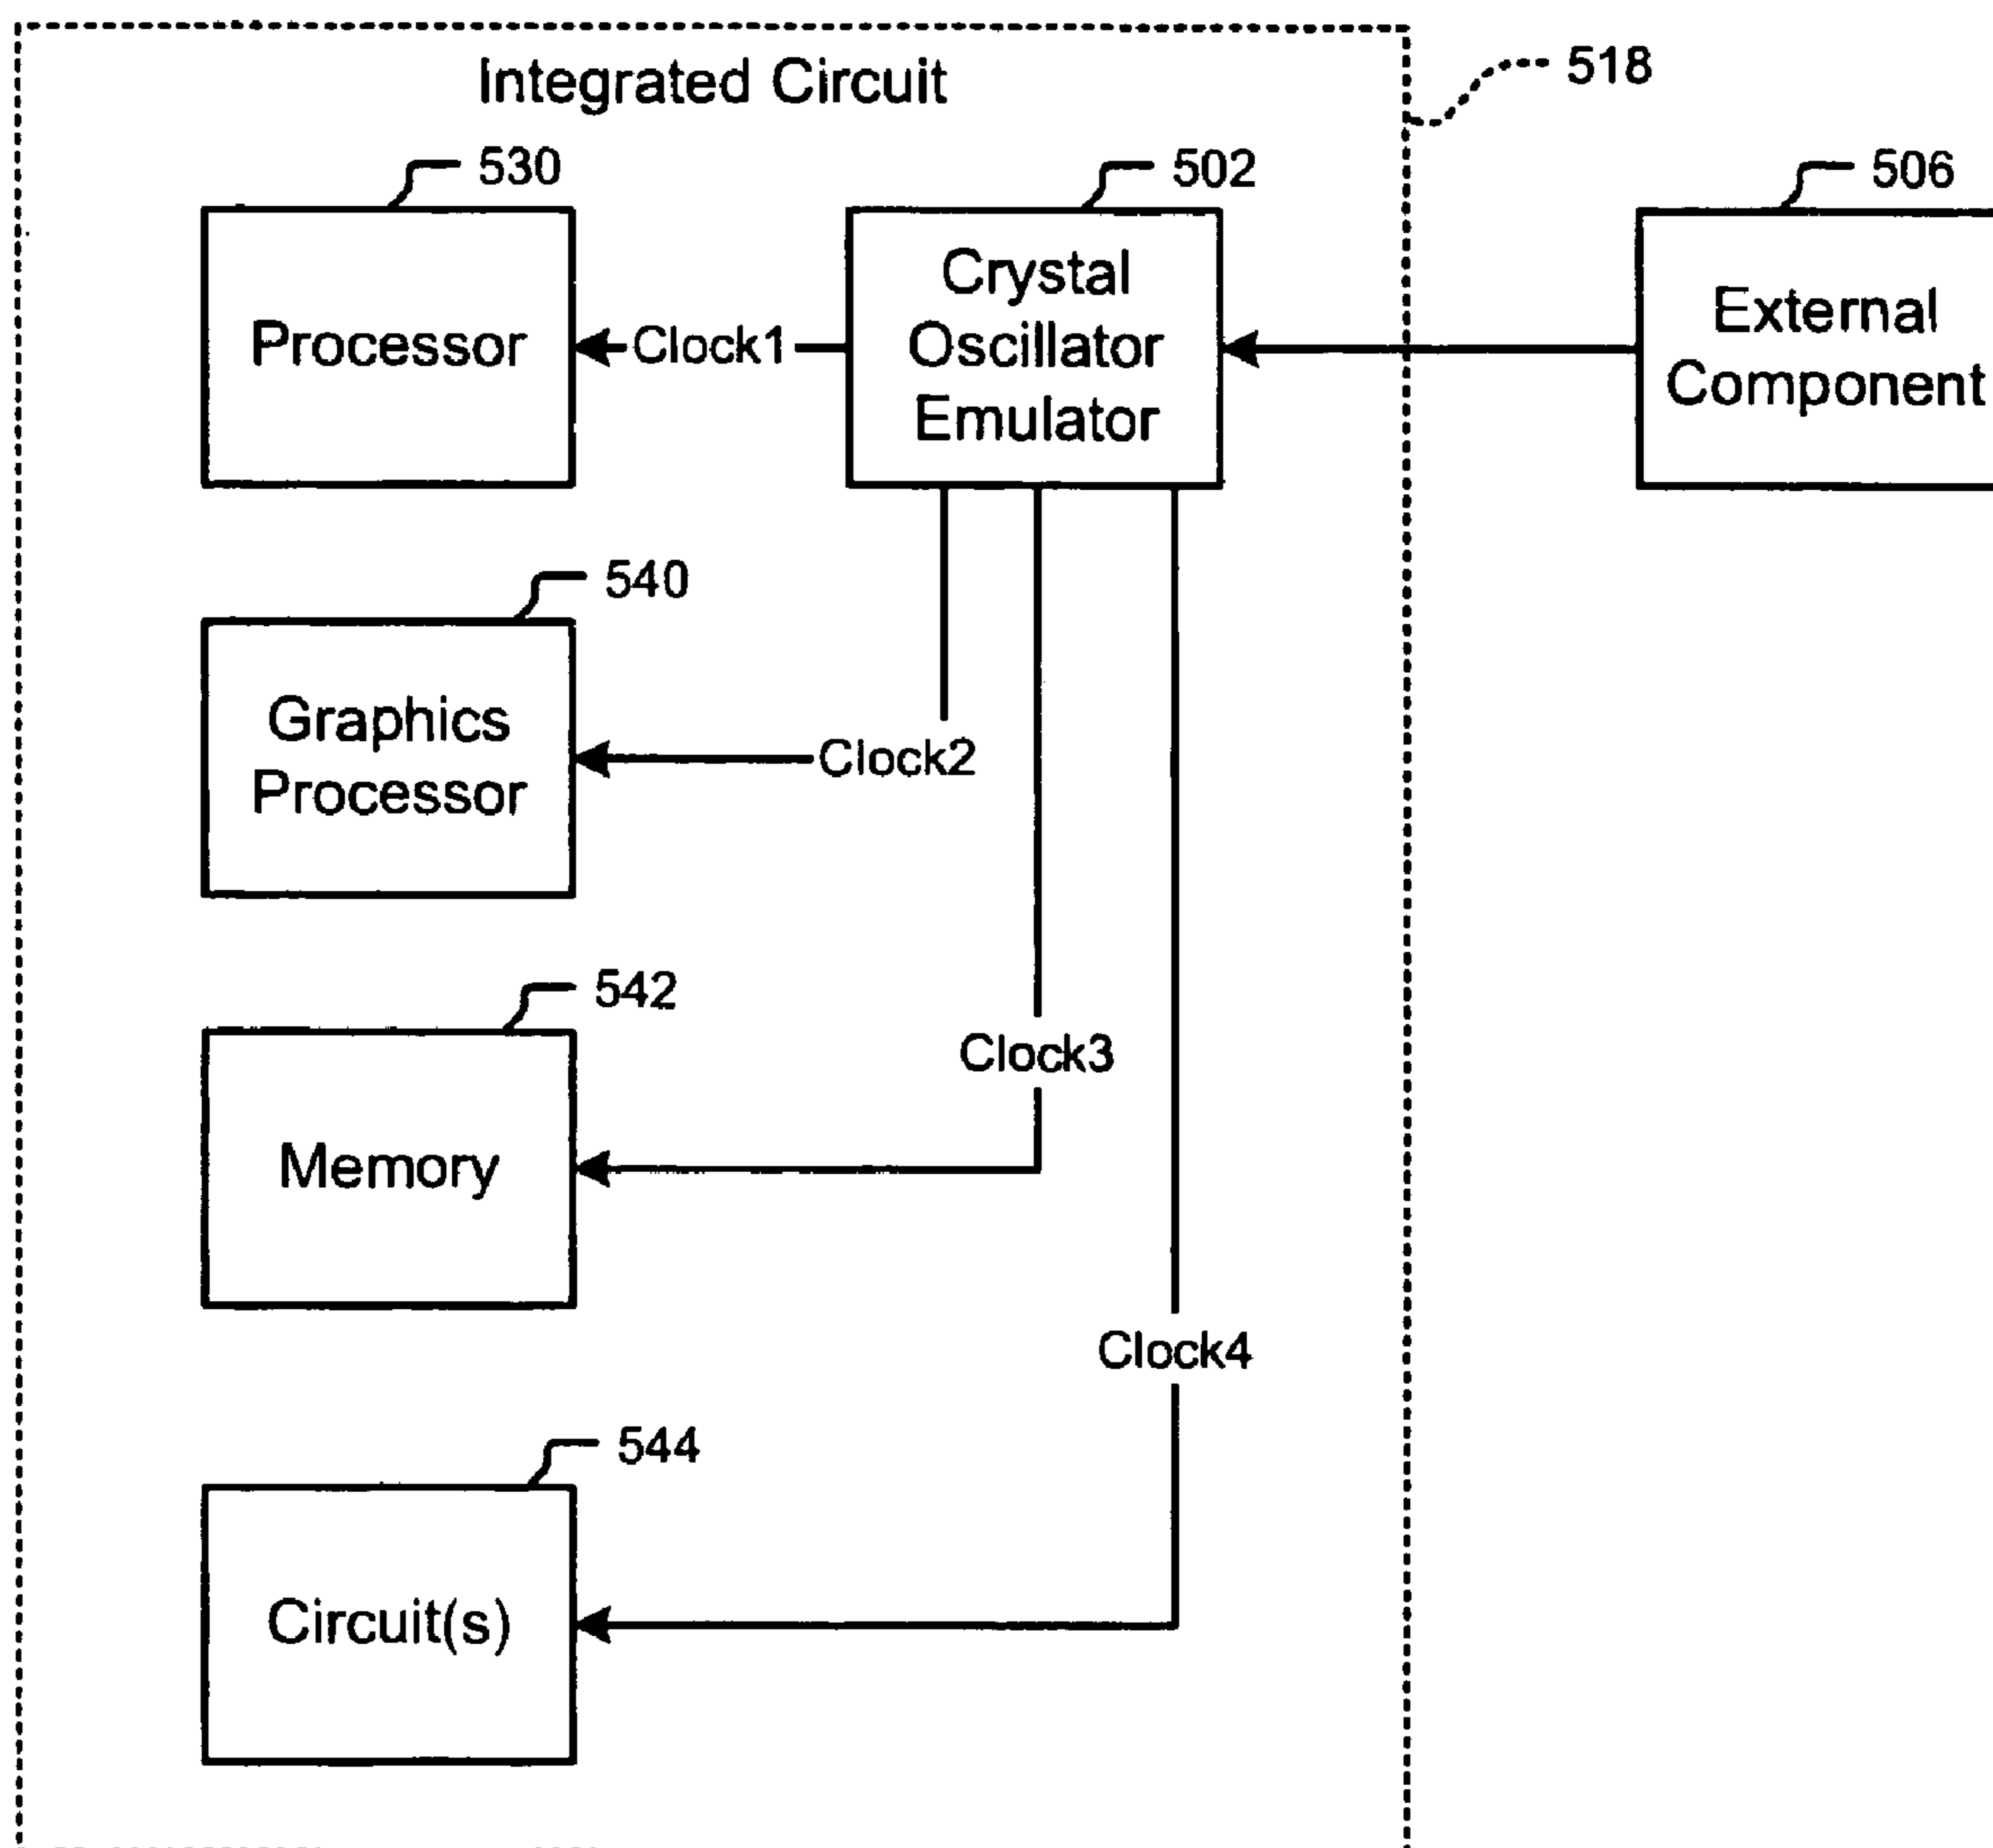 Integrated Circuit
518
530
502
506
Processor
Clock1
Crystal
Oscillator
Emulator
External
Component
540
Graphics
Processor
Clock2
542
Clock3
Memory
Clock4
544
Circuit(s)